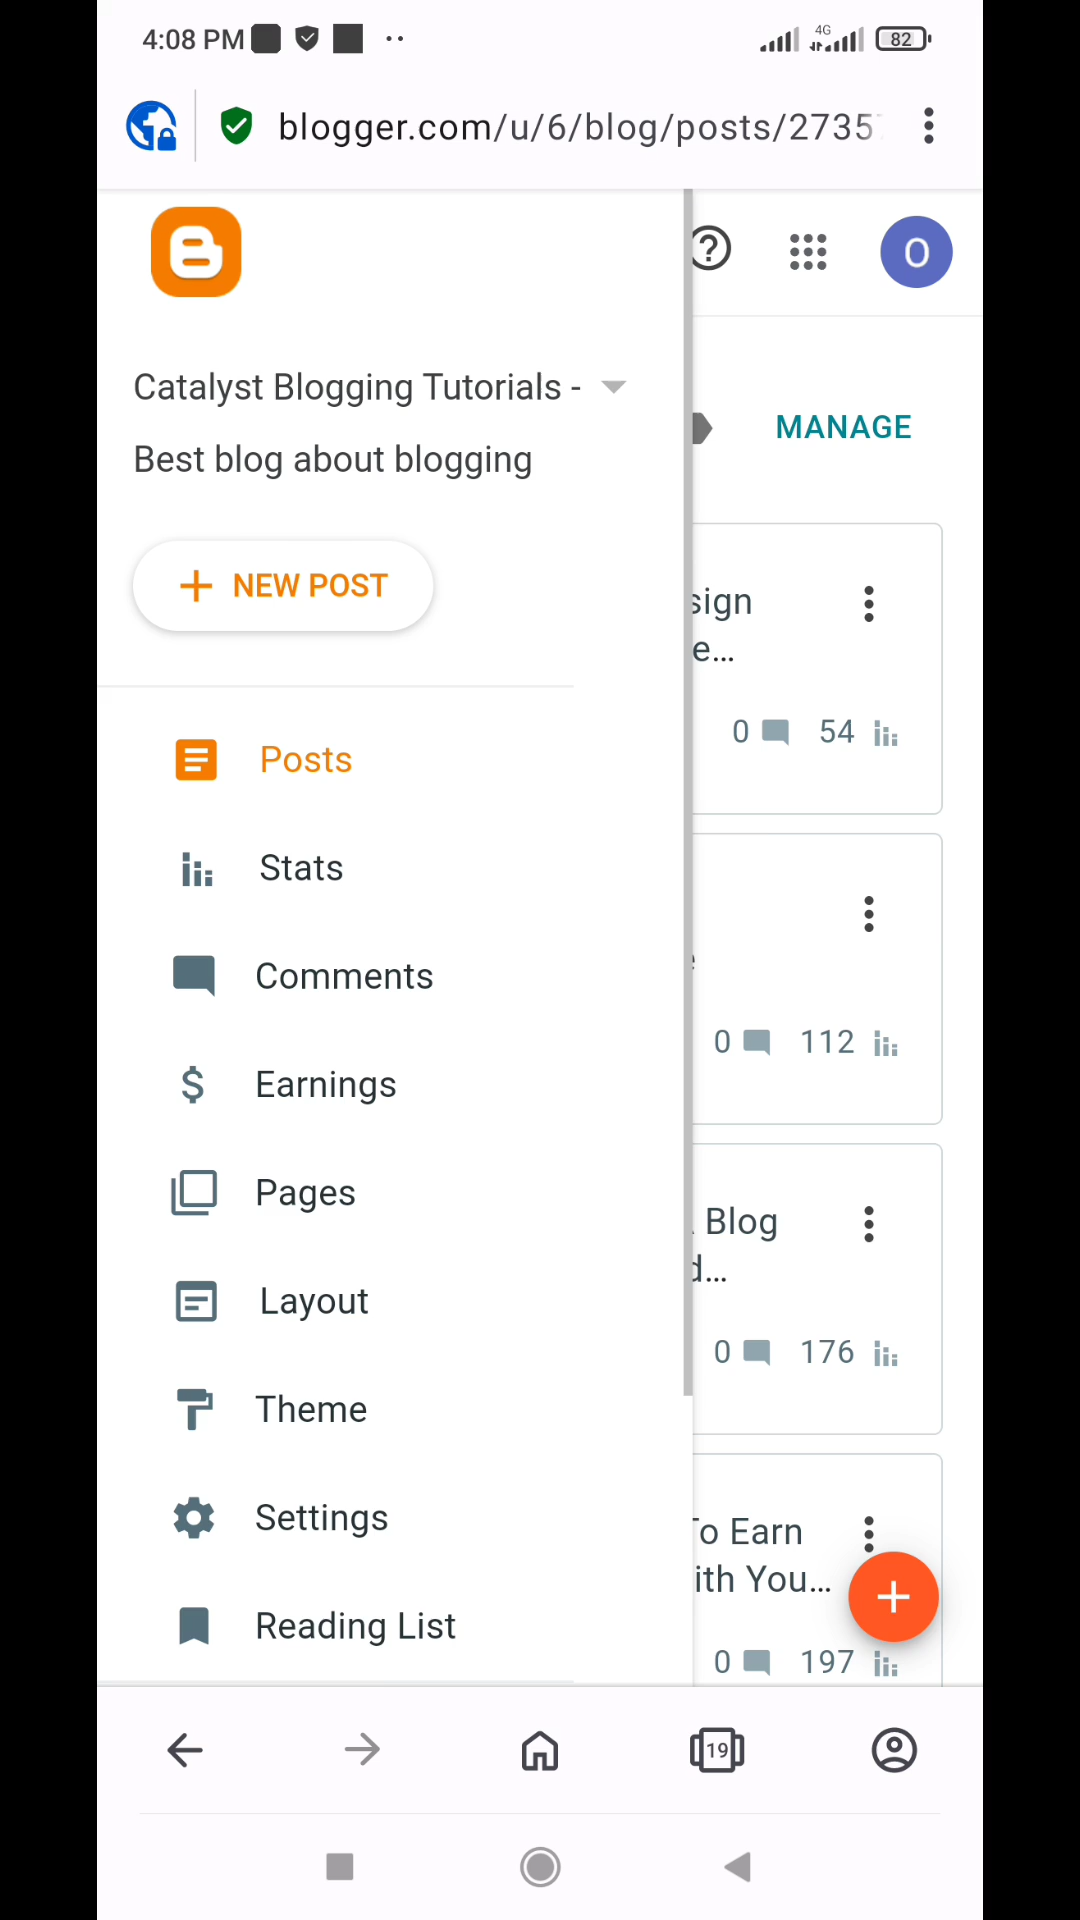 4:08 PM
4G
82
blogger.com/u/6/blog/posts/2735
O
Catalyst Blogging Tutorials -
Best blog about blogging
MANAGE
+ NEW POST
sign
e...
0 54
Posts
Stats
Comments
0 112
Earnings
Pages
Blog
d...
Layout
0 176
Theme
Settings
To Earn
ith You...
Reading List
0 197
19